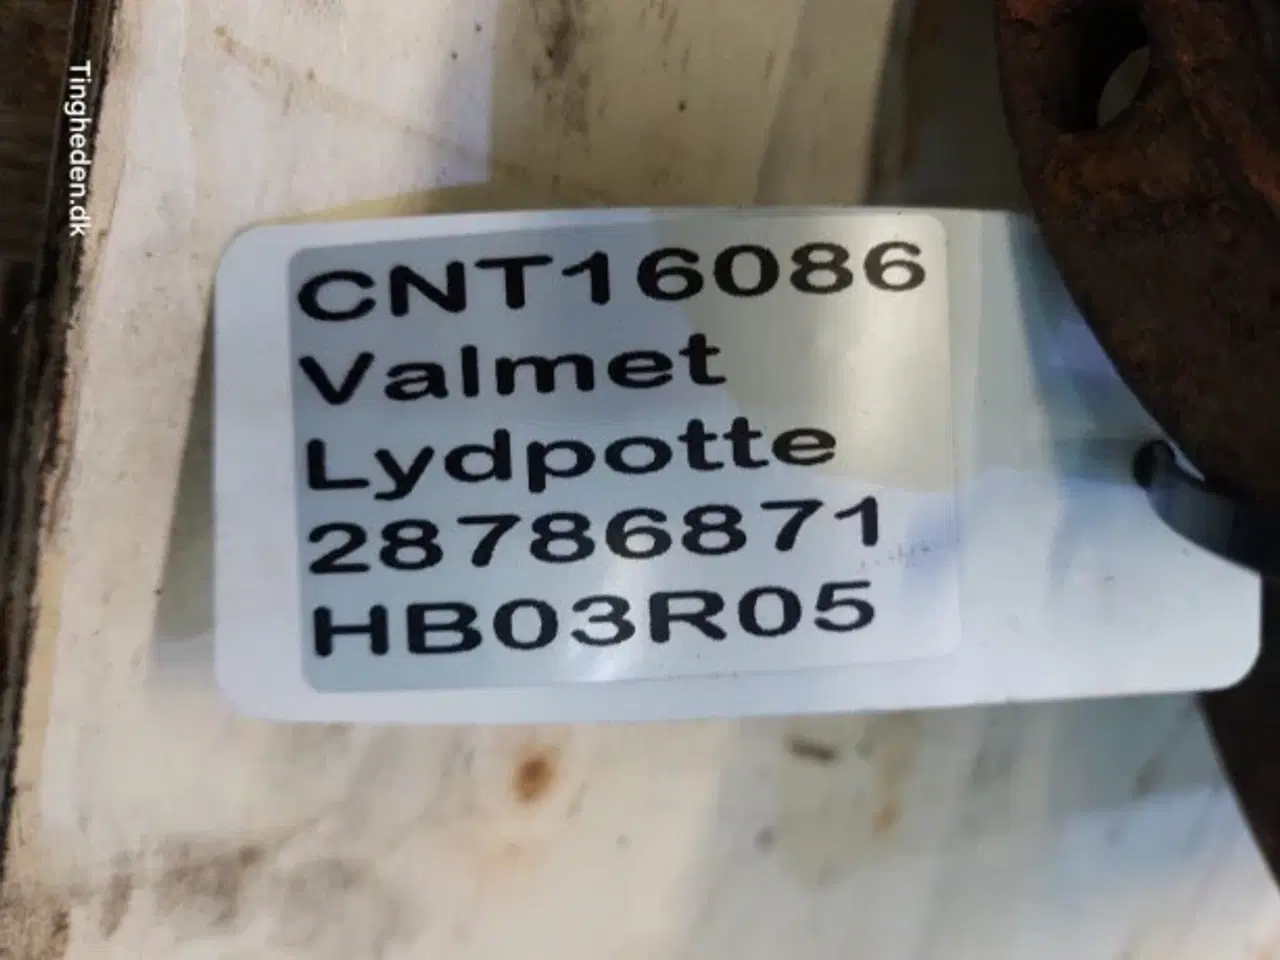 Tingheden.dk
CNT16086
Valmet
Lydpotte
28786871
HB03R05